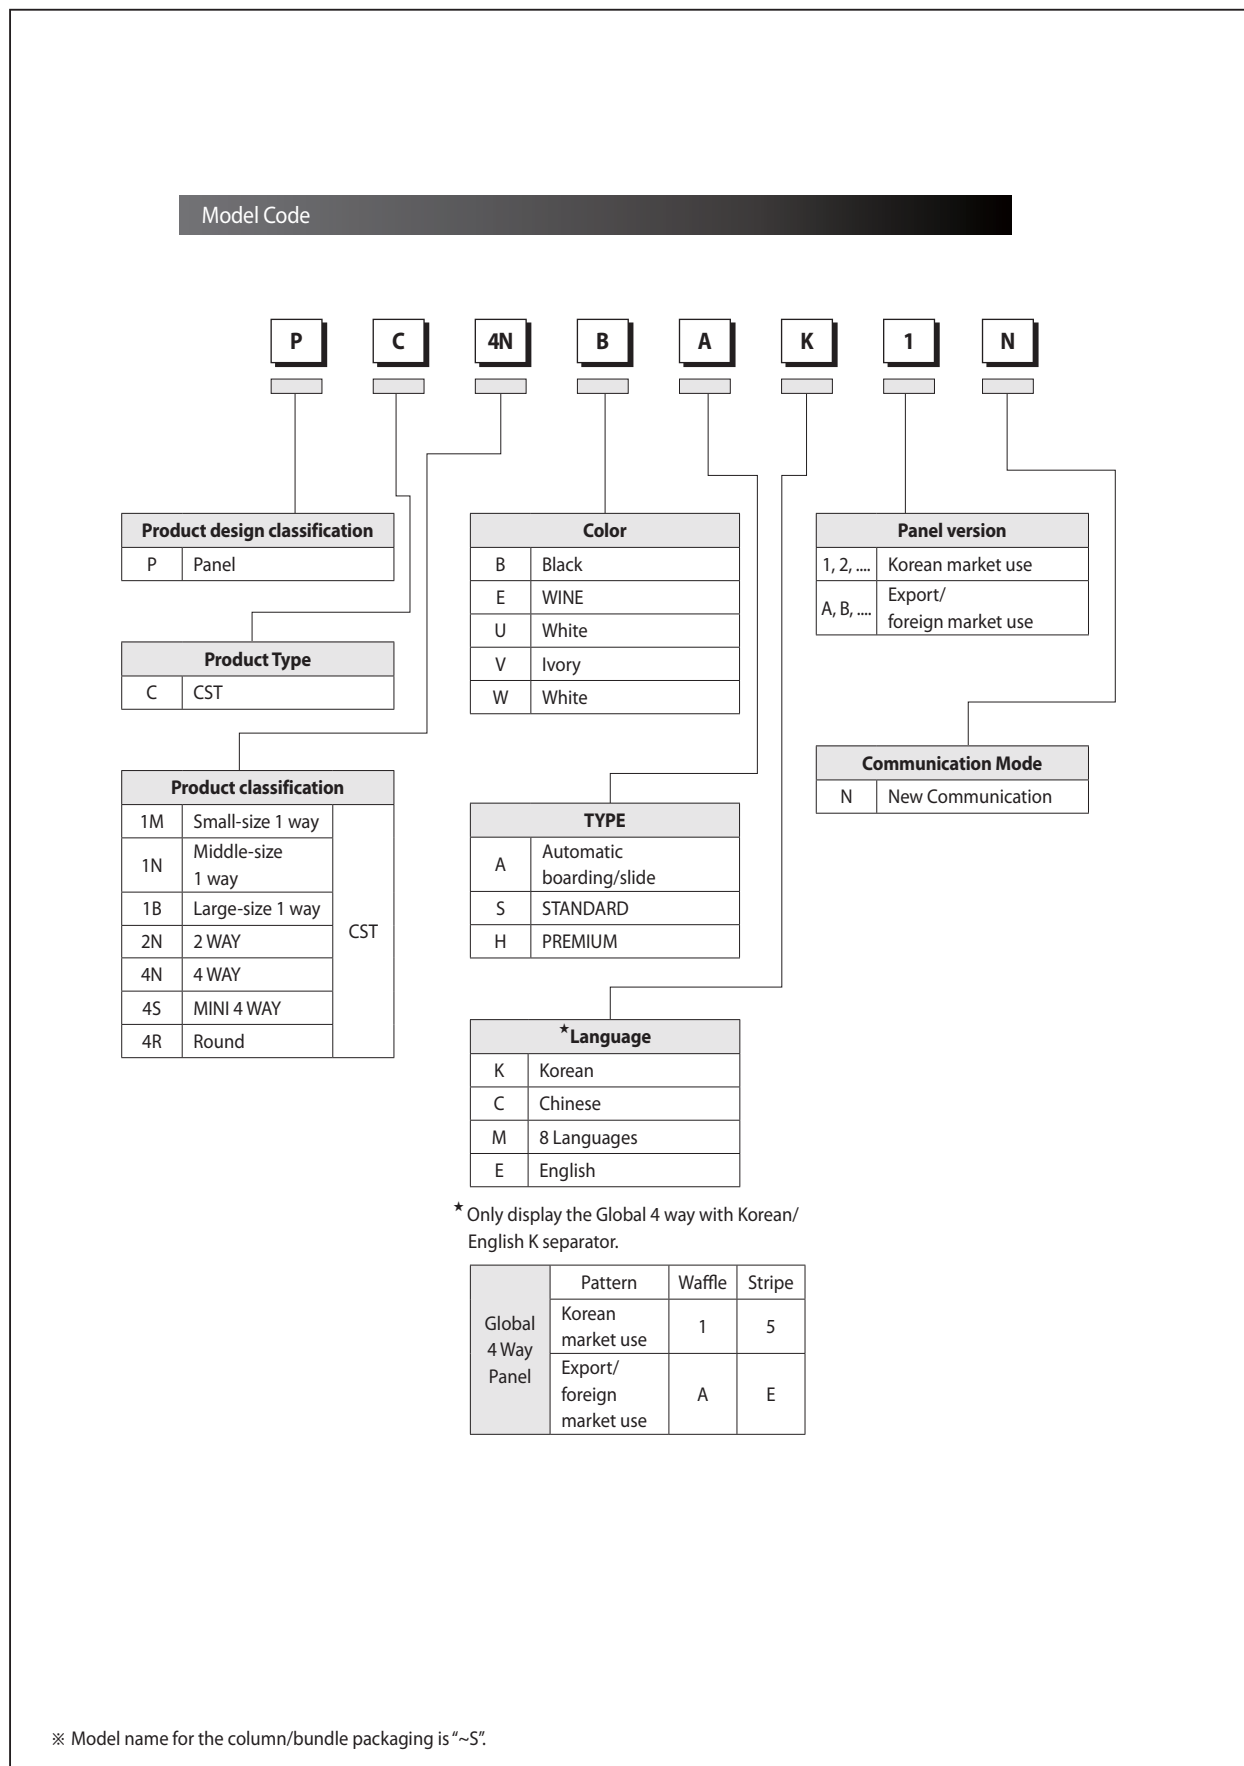 Model Code
P C 4N B A K 1 N
Product design classification
P Panel
Product Type
C CST
Product classification
1M Small-size 1 way
1N Middle-size
1 way
1B Large-size 1 way
2N 2 WAY
4N 4 WAY
4S MINI 4 WAY
4R Round
CST
Color
B Black
E WINE
U White
V Ivory
W White
TYPE
A Automatic
boarding/slide
S STANDARD
H PREMIUM
★Language
K Korean
C Chinese
M 8 Languages
E English
★ Only display the Global 4 way with Korean/
English K separator.
Global
4 Way
Panel
Pattern Waffle Stripe
Korean
market use 1 5
Export/
foreign
market use A E
Panel version
1, 2, .... Korean market use
A, B, .... Export/
foreign market use
Communication Mode
N New Communication
※ Model name for the column/bundle packaging is “~S”.